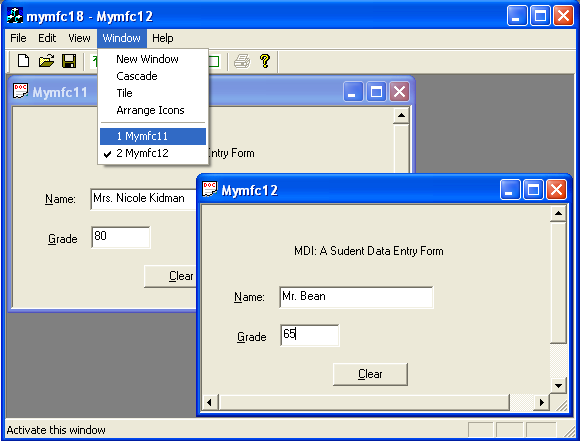 mymfc18 - Mymfc12
File Edit View Window Help
New Window
Cascade
Tile
Arrange Icons
1 Mymfc11
2 Mymfc12
Mymfc11
Entry Form
Name: Mrs. Nicole Kidman
Grade 80
Clear
Mymfc12
MDI: A Sudent Data Entry Form
Name: Mr. Bean
Grade 65
Clear
Activate this window